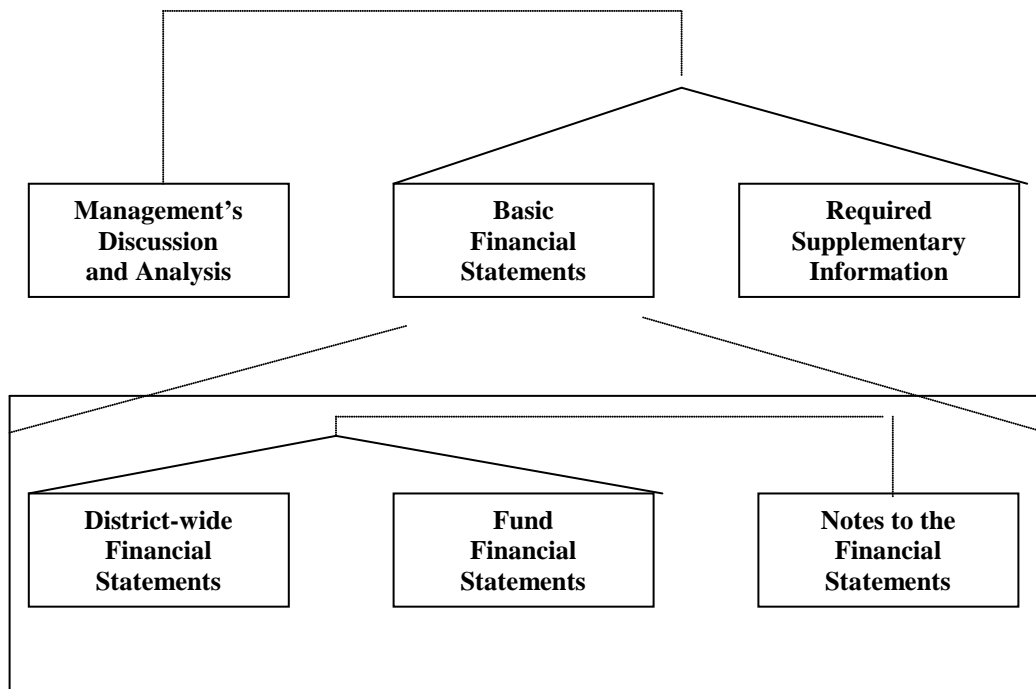 Management’s
Discussion
and Analysis
Basic
Financial
Statements
Required
Supplementary
Information
District-wide
Financial
Statements
Fund
Financial
Statements
Notes to the
Financial
Statements